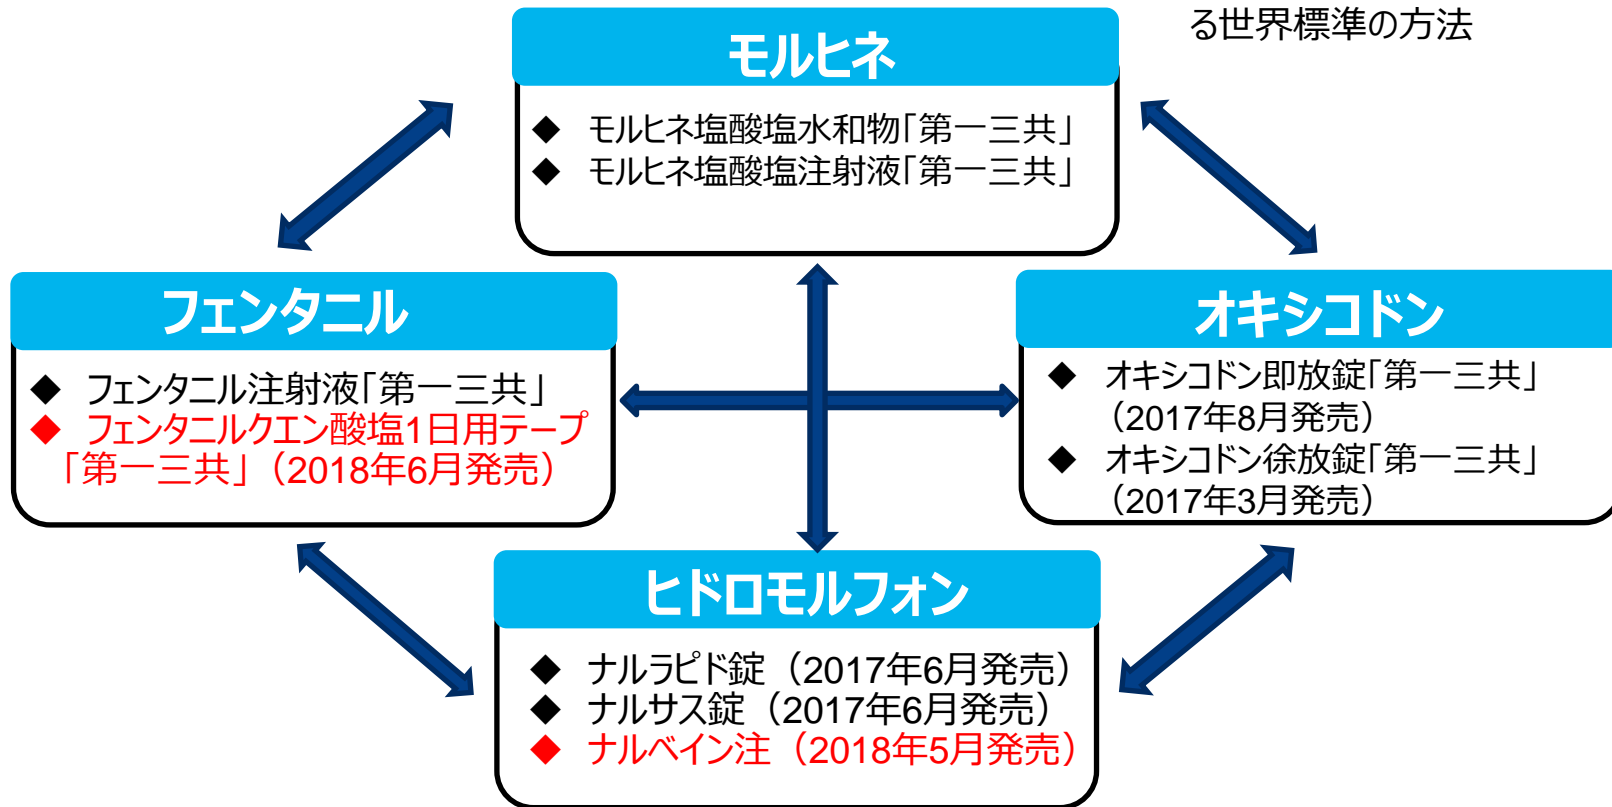 る世界標準の方法
モルヒネ
◆ モルヒネ塩酸塩水和物「第一三共」
◆ モルヒネ塩酸塩注射液「第一三共」
フェンタニル
◆ フェンタニル注射液「第一三共」
◆ フェンタニルクエン酸塩1日用テープ
「第一三共」（2018年6月発売）
オキシコドン
◆ オキシコドン即放錠「第一三共」
（2017年8月発売）
◆ オキシコドン徐放錠「第一三共」
（2017年3月発売）
ヒドロモルフォン
◆ ナルラピド錠（2017年6月発売）
◆ ナルサス錠（2017年6月発売）
◆ ナルベイン注（2018年5月発売）